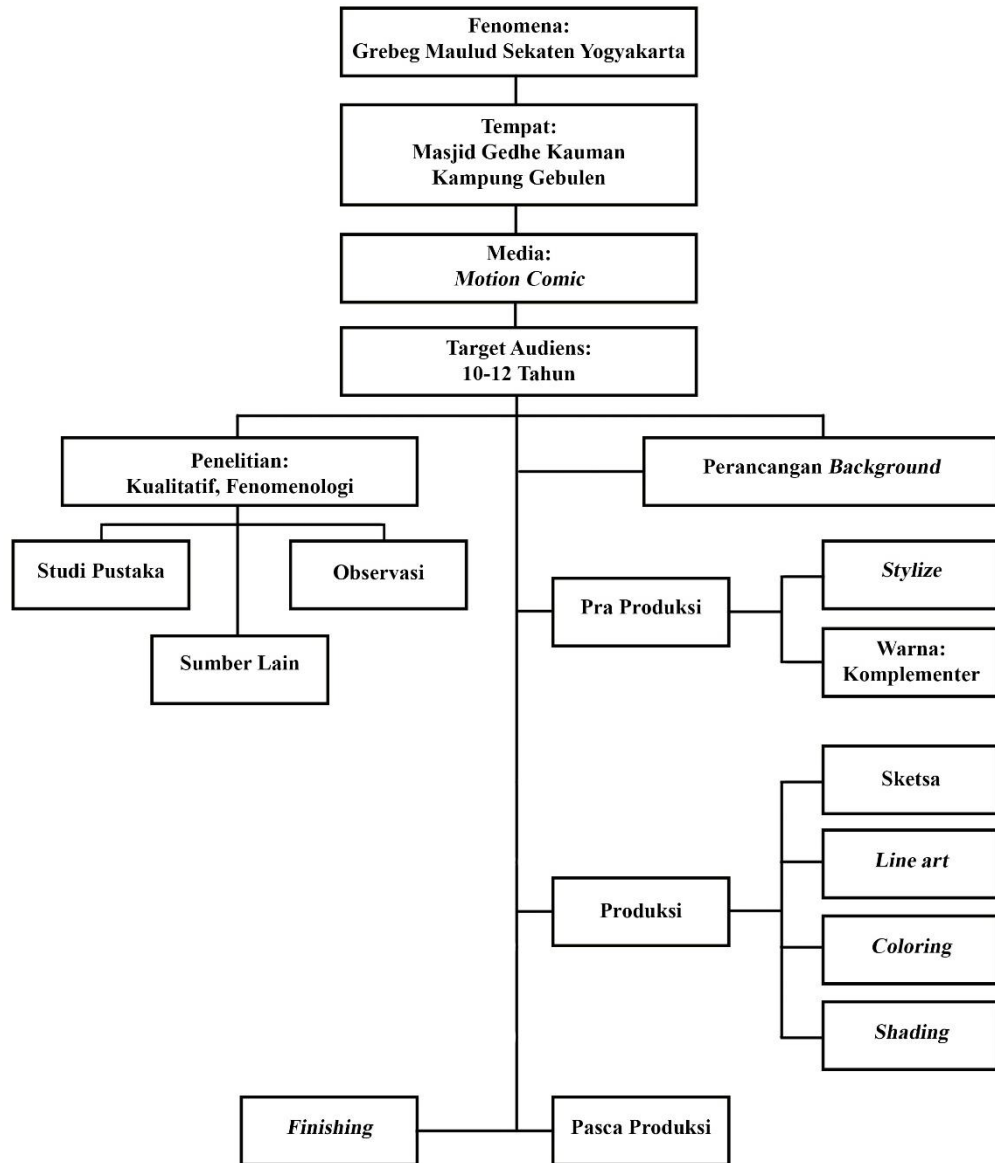 Fenomena:
Grebeg Maulud Sekaten Yogyakarta
Tempat:
Masjid Gedhe Kauman
Kampung Gebulen
Media:
Motion Comic
Target Audiens:
10-12 Tahun
Penelitian:
Kualitatif, Fenomenologi
Perancangan Background
Studi Pustaka
Observasi
Sumber Lain
Pra Produksi
Stylize
Warna:
Komplementer
Produksi
Sketsa
Line art
Coloring
Shading
Finishing
Pasca Produksi